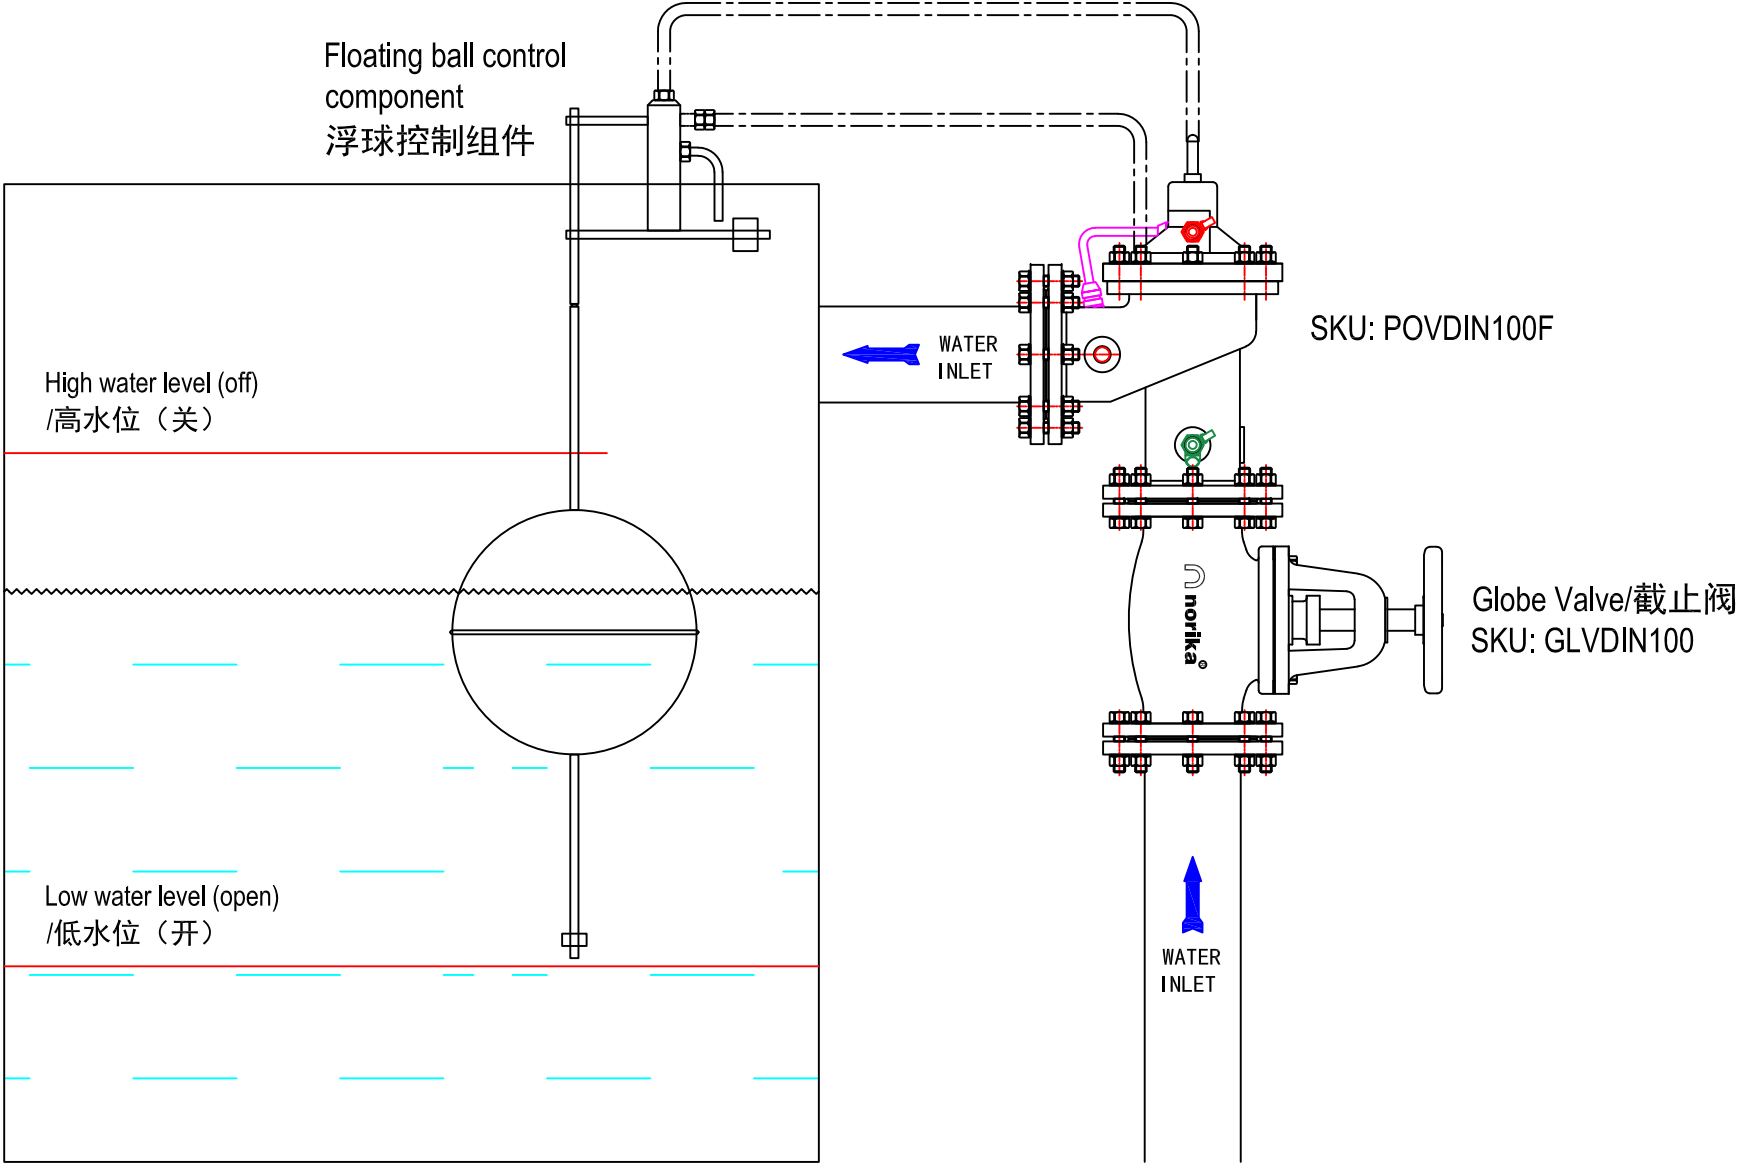 Floating ball control
component
浮球控制组件
SKU: POVDIN100F
WATER
INLET
High water level (off)
/高水位（关）
norika®
Globe Valve/截止阀
SKU: GLVDIN100
Low water level (open)
/低水位（开）
WATER
INLET